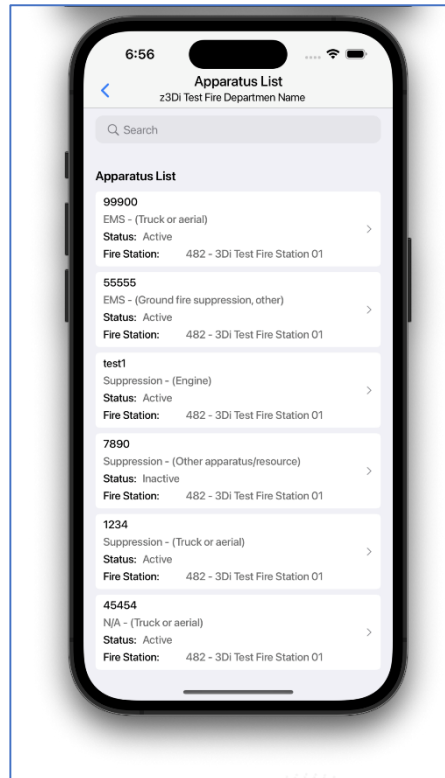 6:56
Apparatus List
z3Di Test Fire Departmen Name
Search
Apparatus List
99900
EMS - (Truck or aerial)
Status: Active
Fire Station: 482 - 3Di Test Fire Station 01
55555
EMS - (Ground fire suppression, other)
Status: Active
Fire Station: 482 - 3Di Test Fire Station 01
test1
Suppression - (Engine)
Status: Active
Fire Station: 482 - 3Di Test Fire Station 01
7890
Suppression - (Other apparatus/resource)
Status: Inactive
Fire Station: 482 - 3Di Test Fire Station 01
1234
Suppression - (Truck or aerial)
Status: Active
Fire Station: 482 - 3Di Test Fire Station 01
45454
N/A - (Truck or aerial)
Status: Active
Fire Station: 482 - 3Di Test Fire Station 01